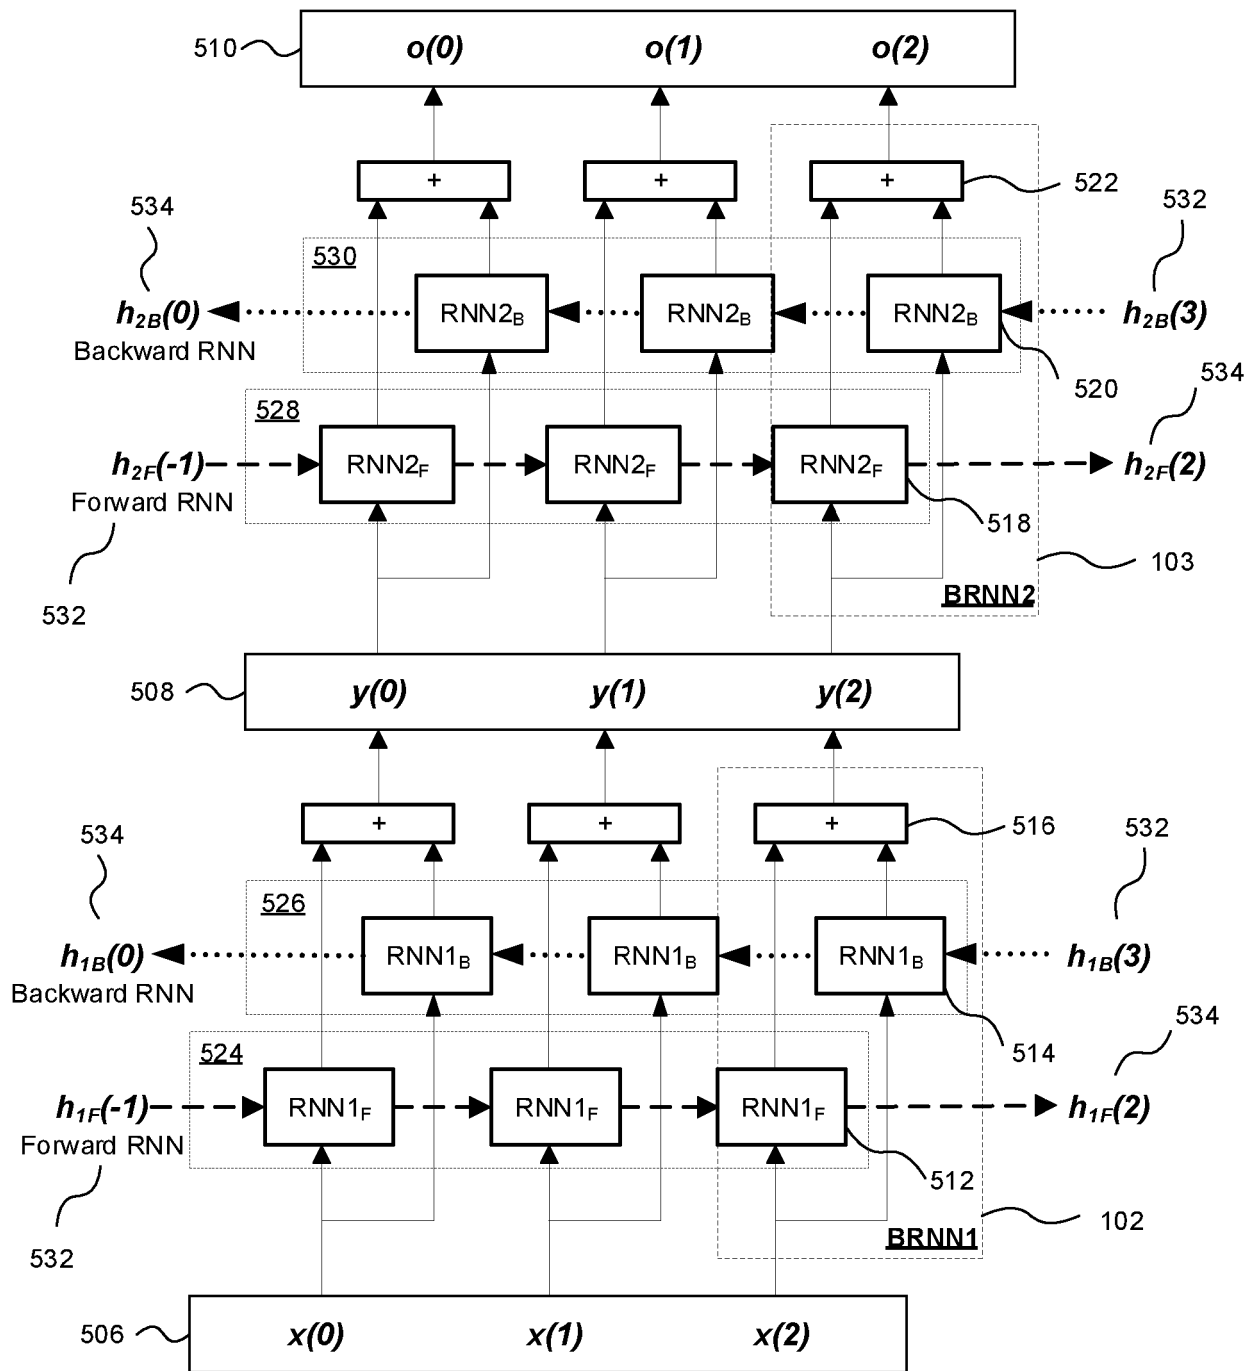 510 o(0) o(1) o(2)
+ + + 522
534 532
530
h2B(0) RNN2B RNN2B RNN2B h2B(3)
Backward RNN
520
528 534
h2F(-1) RNN2F RNN2F RNN2F h2F(2)
Forward RNN 518
103
532 BRNN2
508 y(0) y(1) y(2)
+ + + 516
534 532
526
h1B(0) RNN1B RNN1B RNN1B h1B(3)
Backward RNN
534
524 514
h1F(-1) RNN1F RNN1F RNN1F h1F(2)
Forward RNN
512
102
532 BRNN1
506 x(0) x(1) x(2)